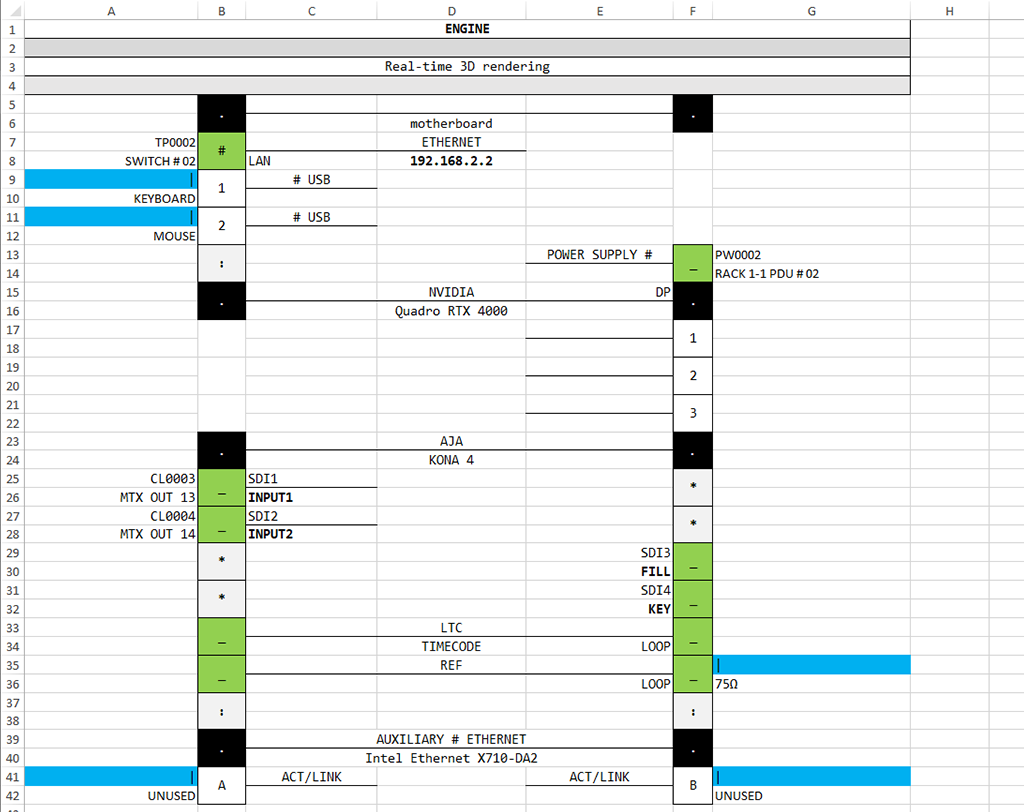 A B C D E F G H
1 ENGINE
2
3 Real-time 3D rendering
4
5 . .
6 motherboard
7 TP0002 # ETHERNET
8 SWITCH # 02 LAN 192.168.2.2
9 | 1 # USB
10 KEYBOARD
11 | 2 # USB
12 MOUSE
13 : POWER SUPPLY # _ PW0002
14 RACK 1-1 PDU # 02
15 . NVIDIA DP .
16 Quadro RTX 4000
17 1
18
19 2
20
21 3
22
23 . AJA .
24 KONA 4
25 CL0003 _ SDI1 *
26 MTX OUT 13 INPUT1
27 CL0004 _ SDI2 *
28 MTX OUT 14 INPUT2
29 * SDI3 _
30 FILL
31 * SDI4 _
32 KEY
33 _ LTC _
34 TIMECODE LOOP
35 _ REF _ |
36 LOOP 75Ω
37 : :
38
39 . AUXILIARY # ETHERNET .
40 Intel Ethernet X710-DA2
41 | A ACT/LINK ACT/LINK B |
42 UNUSED UNUSED